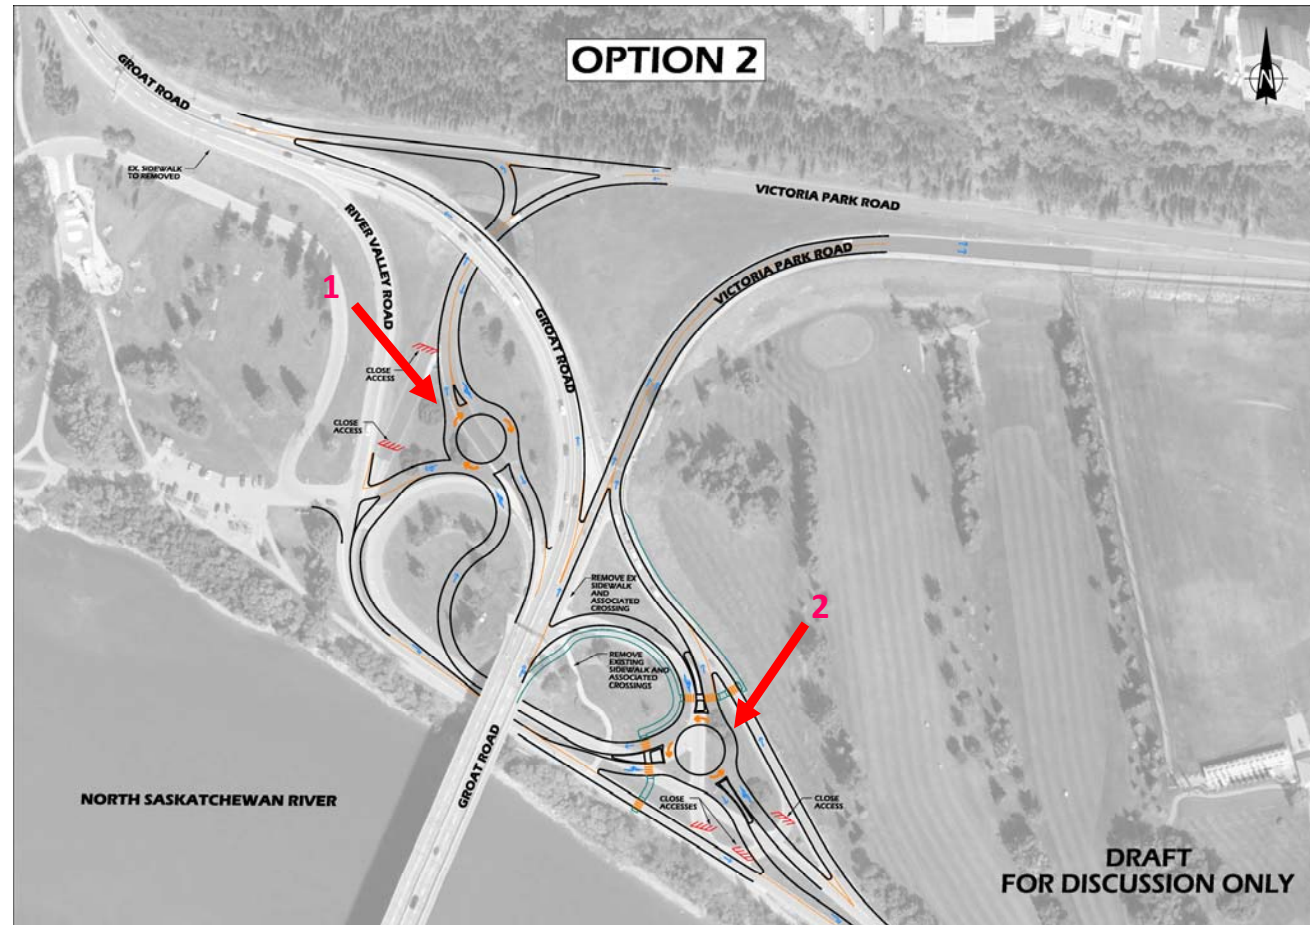 OPTION 2
N
GROAT ROAD
EX. SIDEWALK
TO REMOVED
VICTORIA PARK ROAD
RIVER VALLEY ROAD
VICTORIA PARK ROAD
1
GROAT ROAD
CLOSE
ACCESS
CLOSE
ACCESS
REMOVE EX
SIDEWALK
AND
ASSOCIATED
CROSSING
2
REMOVE
EXISTING
SIDEWALK AND
ASSOCIATED
CROSSINGS
GROAT ROAD
NORTH SASKATCHEWAN RIVER
CLOSE
ACCESSES
CLOSE
ACCESS
DRAFT
FOR DISCUSSION ONLY